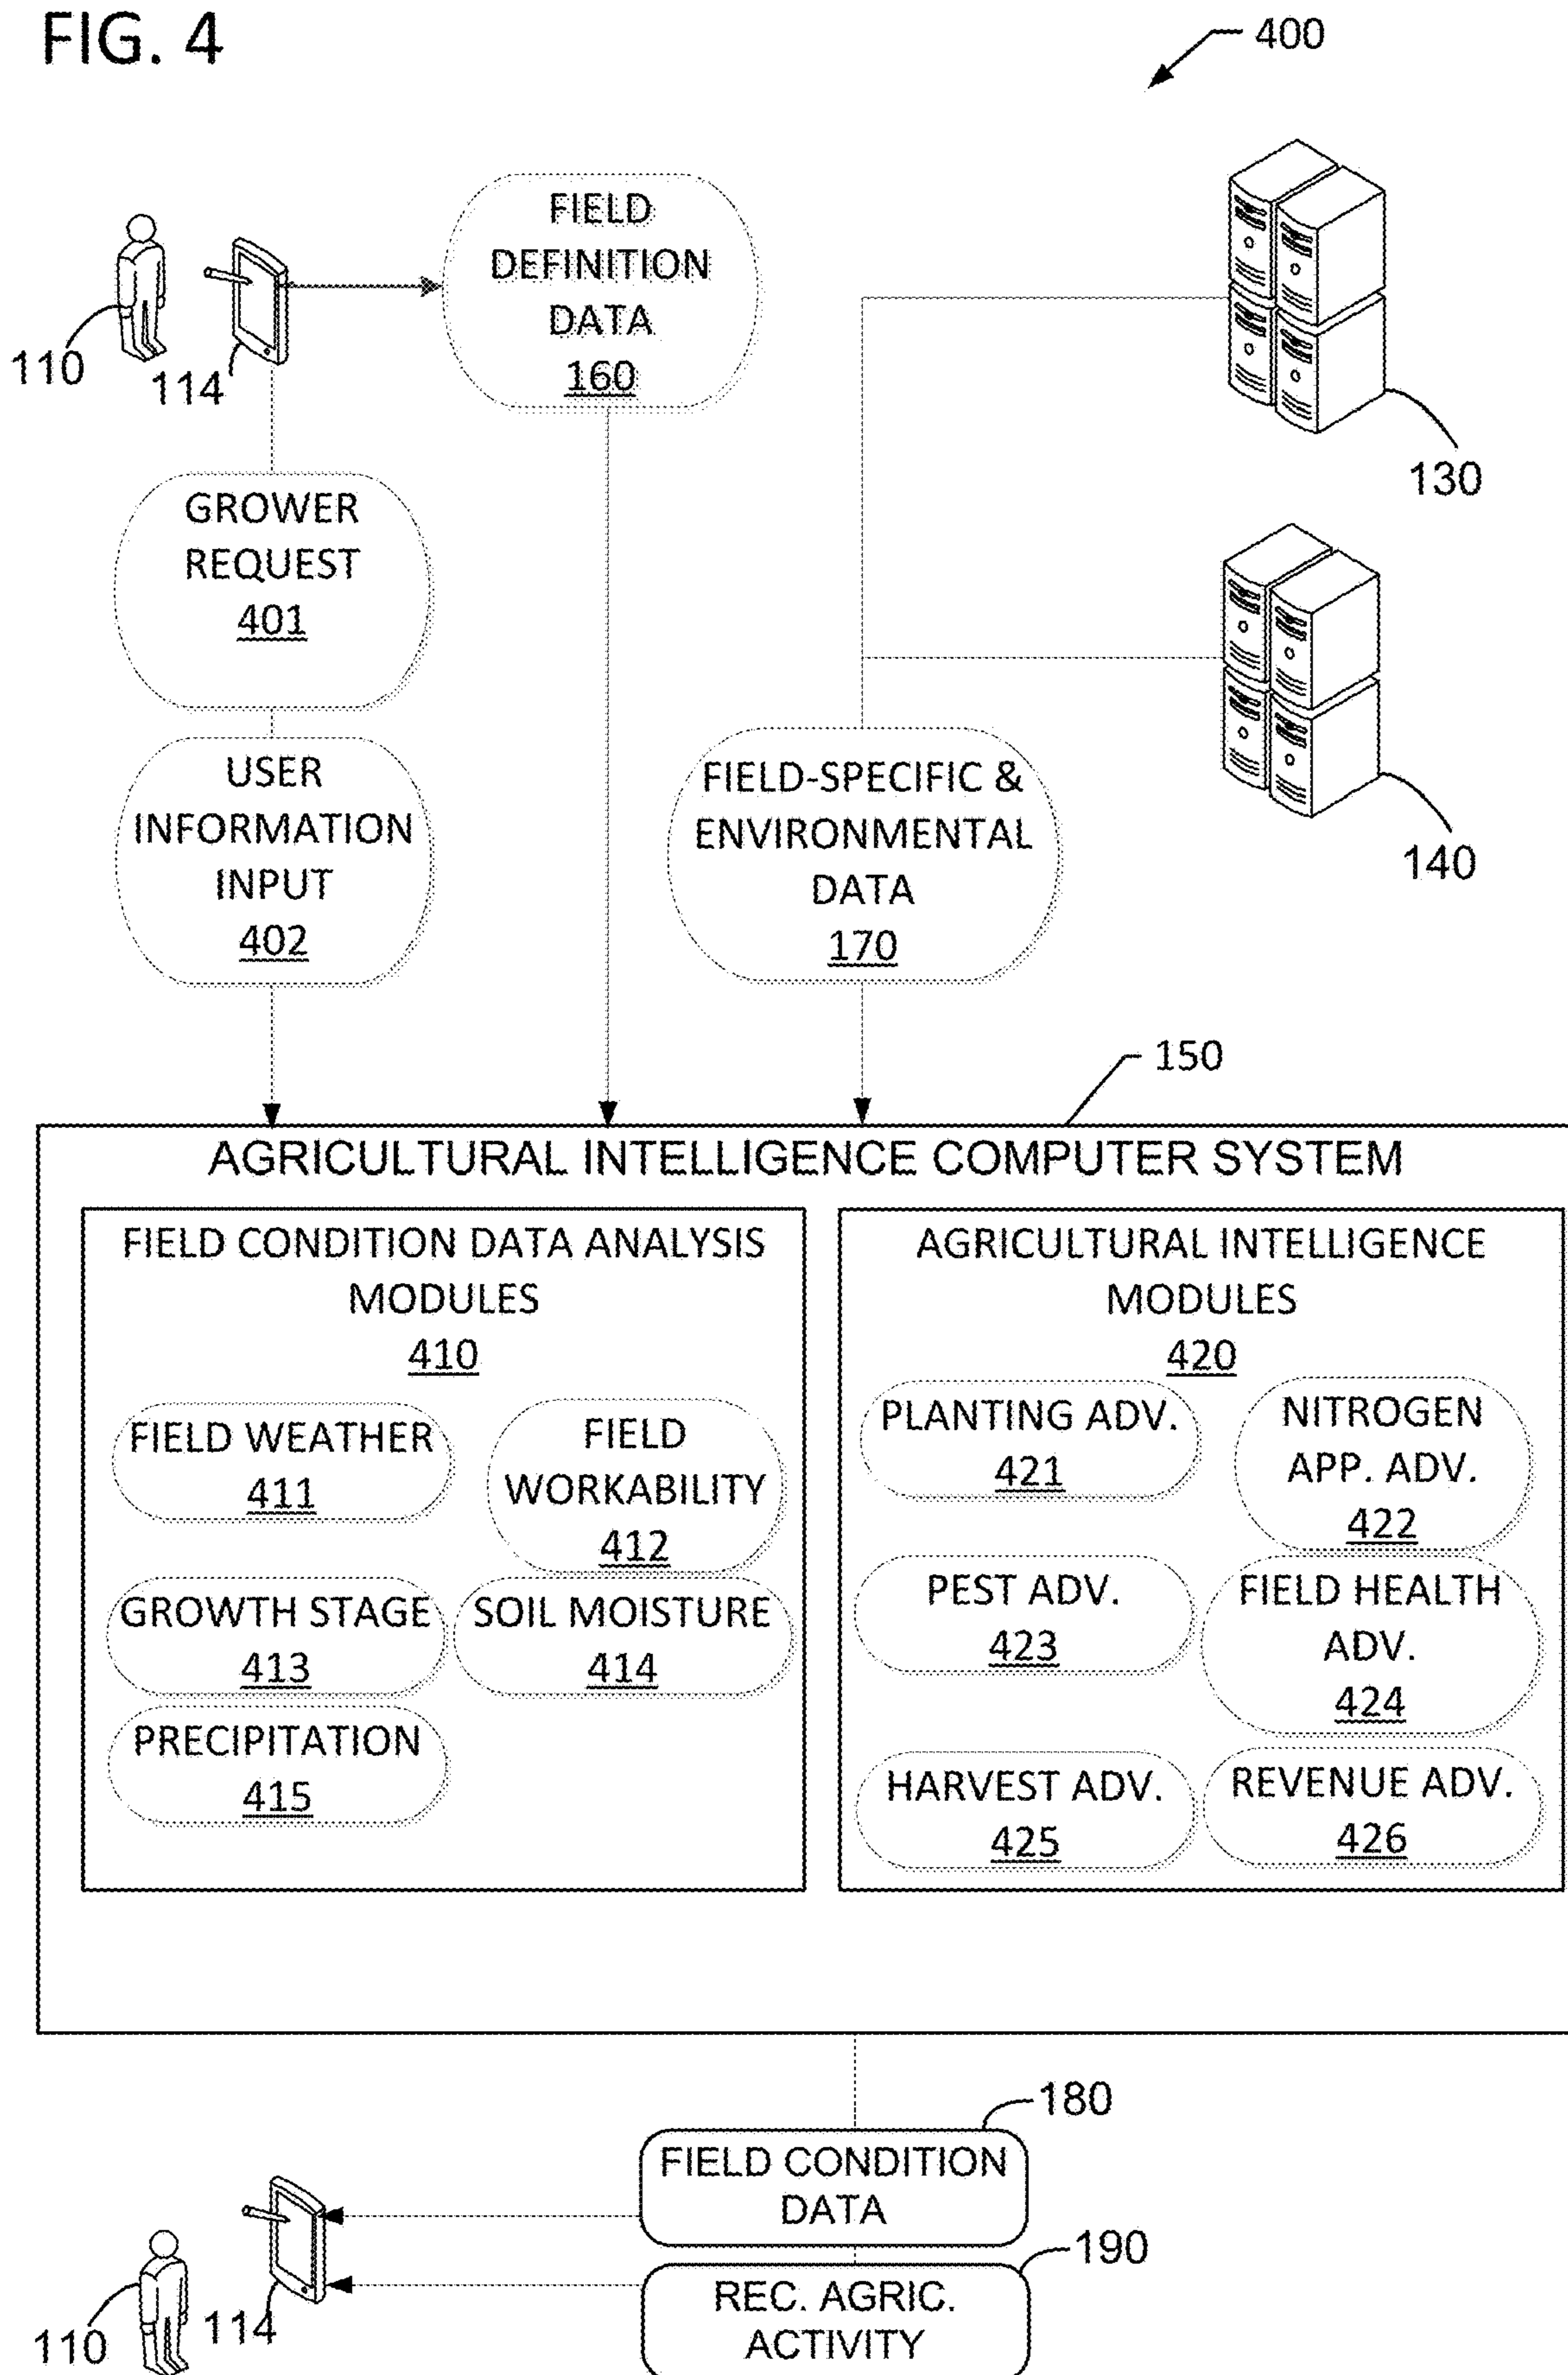 FIG. 4
400
FIELD
DEFINITION
DATA
160
110
114
130
GROWER
REQUEST
401
140
USER
INFORMATION
INPUT
402
FIELD-SPECIFIC &
ENVIRONMENTAL
DATA
170
150
AGRICULTURAL INTELLIGENCE COMPUTER SYSTEM
FIELD CONDITION DATA ANALYSIS
MODULES
410
FIELD WEATHER
411
FIELD
WORKABILITY
412
GROWTH STAGE
413
SOIL MOISTURE
414
PRECIPITATION
415
AGRICULTURAL INTELLIGENCE
MODULES
420
PLANTING ADV.
421
NITROGEN
APP. ADV.
422
PEST ADV.
423
FIELD HEALTH
ADV.
424
HARVEST ADV.
425
REVENUE ADV.
426
180
FIELD CONDITION
DATA
190
REC. AGRIC.
ACTIVITY
110
114